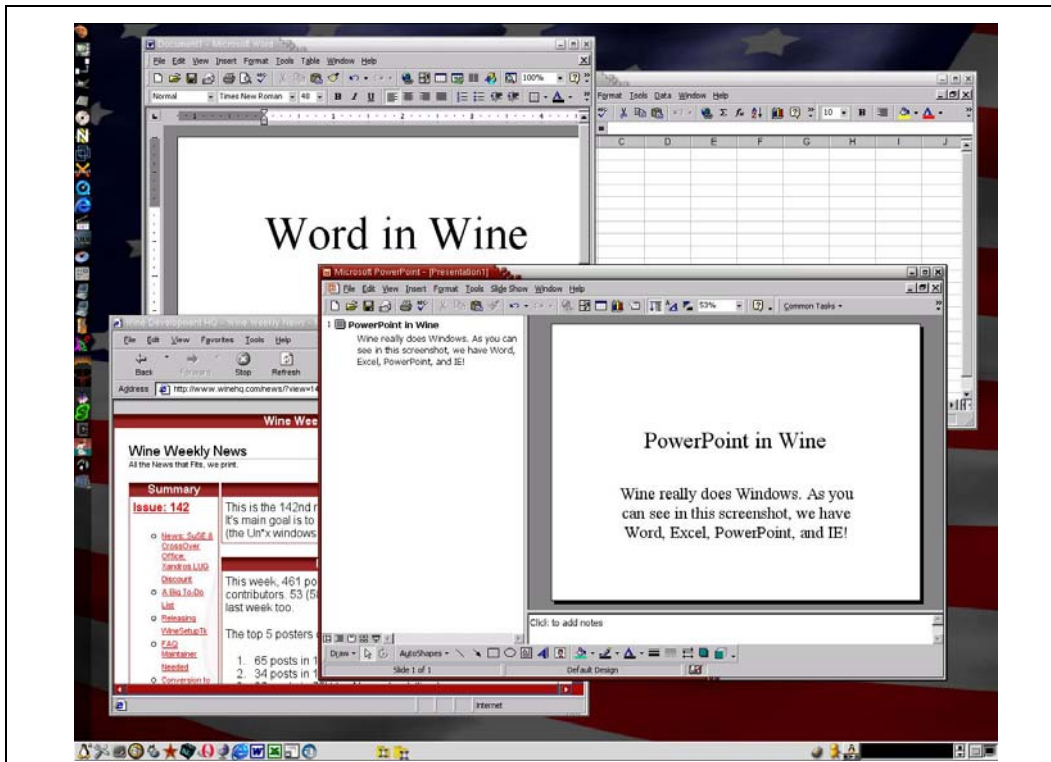 Document1 - Microsoft Word
File Edit View Insert Format Tools Table Window Help
100%
Normal Times New Roman 48 B I U
Word in Wine
Format Tools Data Window Help
10 B
C D E F G H I J
Microsoft PowerPoint - [Presentation1]
File Edit View Insert Format Tools Slide Show Window Help
53% Common Tasks
1 PowerPoint in Wine
Wine really does Windows. As you can
see in this screenshot, we have Word,
Excel, PowerPoint, and IE!
PowerPoint in Wine
Wine really does Windows. As you
can see in this screenshot, we have
Word, Excel, PowerPoint, and IE!
Click to add notes
Draw AutoShapes
Slide 1 of 1 Default Design
Wine Development HQ - Wine Weekly News
File Edit View Favorites Tools Help
Back Forward Stop Refresh
Address http://www.winehq.com/news/?view=14
Wine Wee
Wine Weekly News
All the News that Fits, we print.
Summary
Issue: 142
News: SuSE &
CrossOver
Office,
Xandros LUG
Discount
A Big To-Do
List
Releasing
WineSetupTk
FAQ
Maintainer
Needed
Conversion to
This is the 142nd
It's main goal is to
(the Un*x windows
This week, 461 po
contributors. 53 (5
last week too.
The top 5 posters
1. 65 posts in 1
2. 34 posts in 1
Internet